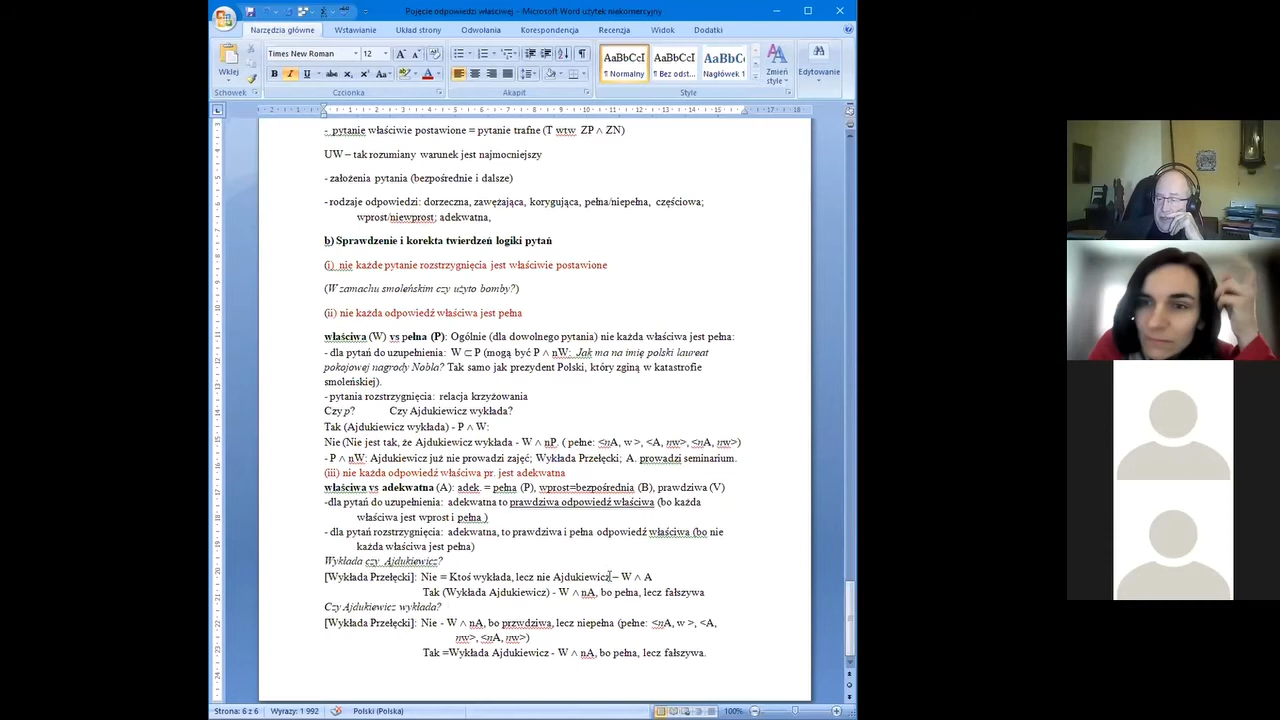 Pojęcie odpowiedzi właściwej - Microsoft Word użytek niekomercyjny
Narzędzia główne Wstawianie Układ strony Odwołania Korespondencja Recenzja Widok Dodatki
Times New Roman 12
Wklej
AaBbCcI AaBbCcI AaBbC
¶ Normalny ¶ Bez odst... Nagłówek 1
Zmień style
Edytowanie
Schowek Czcionka Akapit Style
- pytanie właściwie postawione = pytanie trafne (T wtw ZP ∧ ZN)
UW – tak rozumiany warunek jest najmocniejszy
- założenia pytania (bezpośrednie i dalsze)
- rodzaje odpowiedzi: dorzeczna, zawężająca, korygująca, pełna/niepełna, częściowa;
wprost/niewprost; adekwatna,
b) Sprawdzenie i korekta twierdzeń logiki pytań
(i) nie każde pytanie rozstrzygnięcia jest właściwie postawione
(W zamachu smoleńskim czy użyto bomby?)
(ii) nie każda odpowiedź właściwa jest pełna
właściwa (W) vs pełna (P): Ogólnie (dla dowolnego pytania) nie każda właściwa jest pełna:
- dla pytań do uzupełnienia: W ⊂ P (mogą być P ∧ nW: Jak ma na imię polski laureat
pokojowej nagrody Nobla? Tak samo jak prezydent Polski, który zginą w katastrofie
smoleńskiej).
- pytania rozstrzygnięcia: relacja krzyżowania
Czy p? Czy Ajdukiewicz wykłada?
Tak (Ajdukiewicz wykłada) - P ∧ W:
Nie (Nie jest tak, że Ajdukiewicz wykłada - W ∧ nP. ( pełne: <nA, w >, <A, nw>, <nA, nw>)
- P ∧ nW: Ajdukiewicz już nie prowadzi zajęć; Wykłada Przełęcki; A. prowadzi seminarium.
(iii) nie każda odpowiedź właściwa pr. jest adekwatna
właściwa vs adekwatna (A): adek. = pełna (P), wprost=bezpośrednia (B), prawdziwa (V)
-dla pytań do uzupełnienia: adekwatna to prawdziwa odpowiedź właściwa (bo każda
właściwa jest wprost i pełna )
- dla pytań rozstrzygnięcia: adekwatna, to prawdziwa i pełna odpowiedź właściwa (bo nie
każda właściwa jest pełna)
Wykłada czy Ajdukiewicz?
[Wykłada Przełęcki]: Nie = Ktoś wykłada, lecz nie Ajdukiewicz – W ∧ A
Tak (Wykłada Ajdukiewicz) - W ∧ nA, bo pełna, lecz fałszywa
Czy Ajdukiewicz wykłada?
[Wykłada Przełęcki]: Nie - W ∧ nA, bo przwdziwa, lecz niepełna (pełne: <nA, w >, <A,
nw>, <nA, nw>)
Tak =Wykłada Ajdukiewicz - W ∧ nA, bo pełna, lecz fałszywa.
Strona: 6 z 6 Wyrazy: 1 992 Polski (Polska) 100%